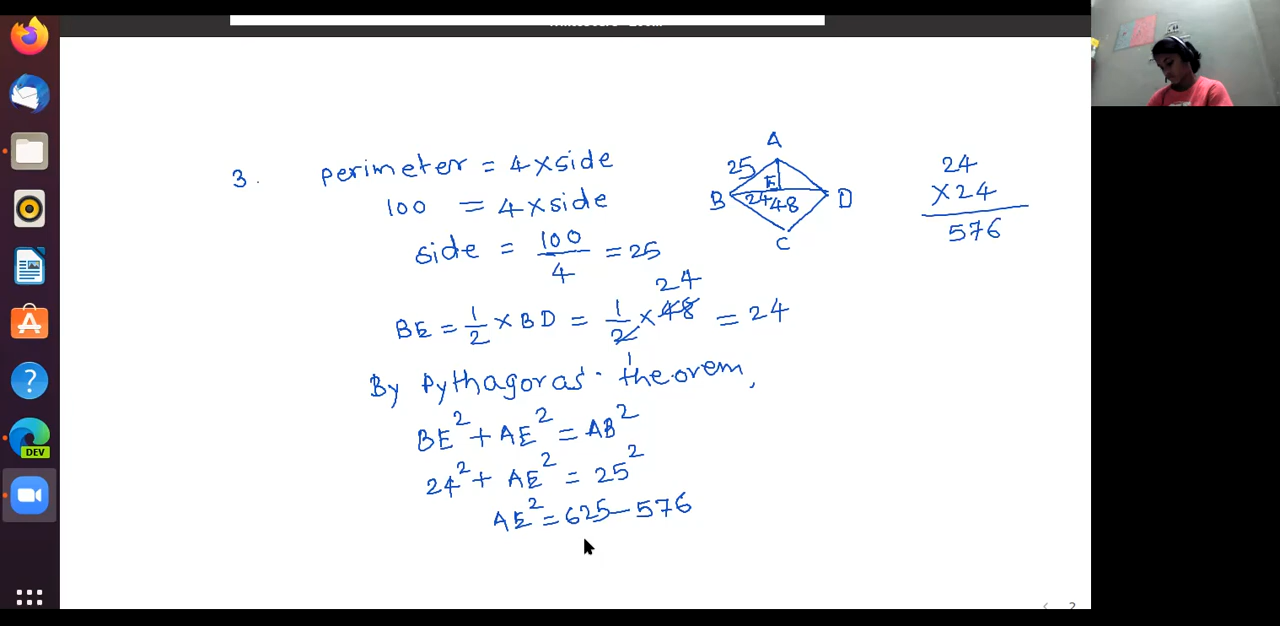 3. perimeter = 4 × side
100 = 4 × side
side = 100/4 = 25
24
BE = 1/2 × BD = 1/2 × 48 = 24
1
By Pythagoras' theorem,
BE² + AE² = AB²
24² + AE² = 25²
AE² = 625 - 576
A
25
E
B 24 48 D
C
24
×24
576
DEV
2